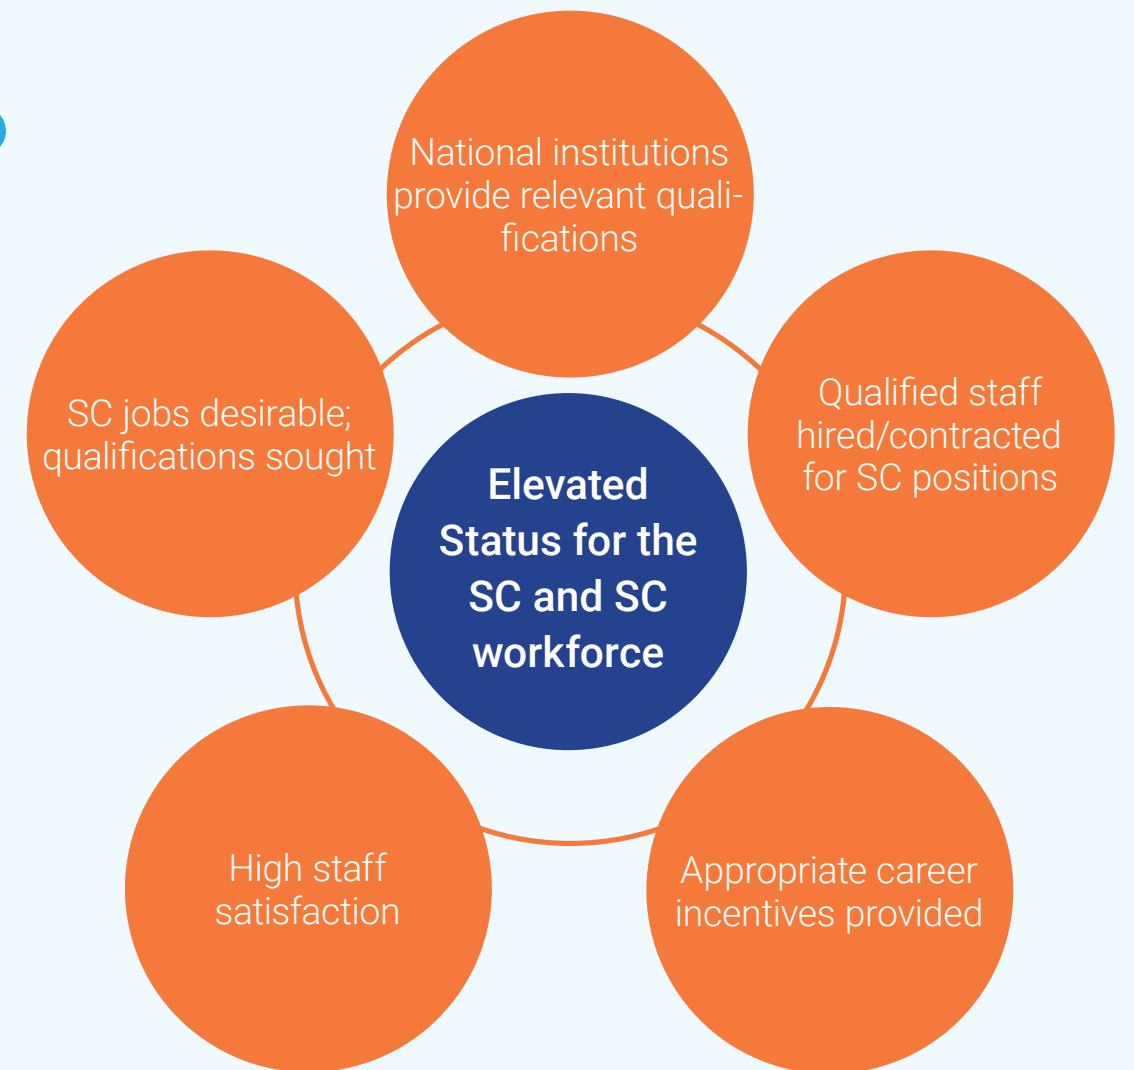 National institutions
provide relevant quali-
fications
Qualified staff
hired/contracted
for SC positions
SC jobs desirable;
qualifications sought
Elevated
Status for the
SC and SC
workforce
High staff
satisfaction
Appropriate career
incentives provided